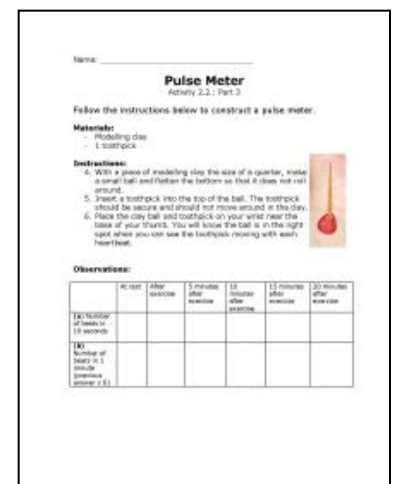 Name:
Pulse Meter
Activity 2.2.: Part 3
Follow the instructions below to construct a pulse meter.
Materials:
- Modelling clay
- 1 toothpick
Instructions:
4. With a piece of modelling clay the size of a quarter, make
a small ball and flatten the bottom so that it does not roll
around.
5. Insert a toothpick into the top of the ball. The toothpick
should be secure and should not move around in the clay.
6. Place the clay ball and toothpick on your wrist near the
base of your thumb. You will know the ball is in the right
spot when you can see the toothpick moving with each
heartbeat.
Observations:
At rest After exercise 5 minutes after exercise 10 minutes after exercise 15 minutes after exercise 20 minutes after exercise
(a) Number
of beats in
10 seconds
(b)
Number of
beats in 1
minute
(previous
answer x 6)